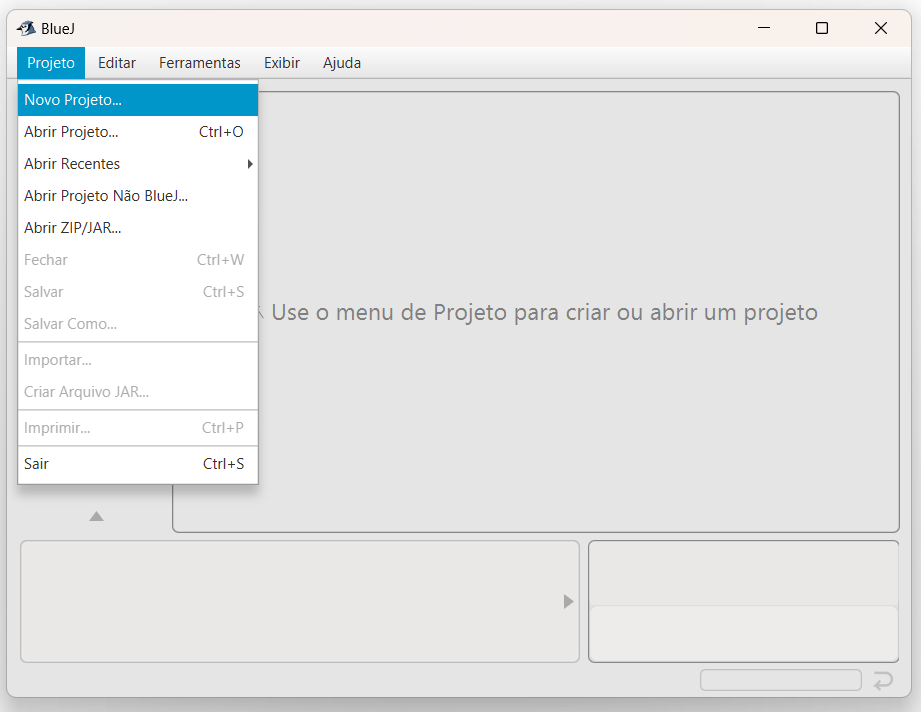 BlueJ
Projeto Editar Ferramentas Exibir Ajuda
Novo Projeto...
Abrir Projeto... Ctrl+O
Abrir Recentes
Abrir Projeto Não BlueJ...
Abrir ZIP/JAR...
Fechar Ctrl+W
Salvar Ctrl+S
Salvar Como...
Use o menu de Projeto para criar ou abrir um projeto
Importar...
Criar Arquivo JAR...
Imprimir... Ctrl+P
Sair Ctrl+S